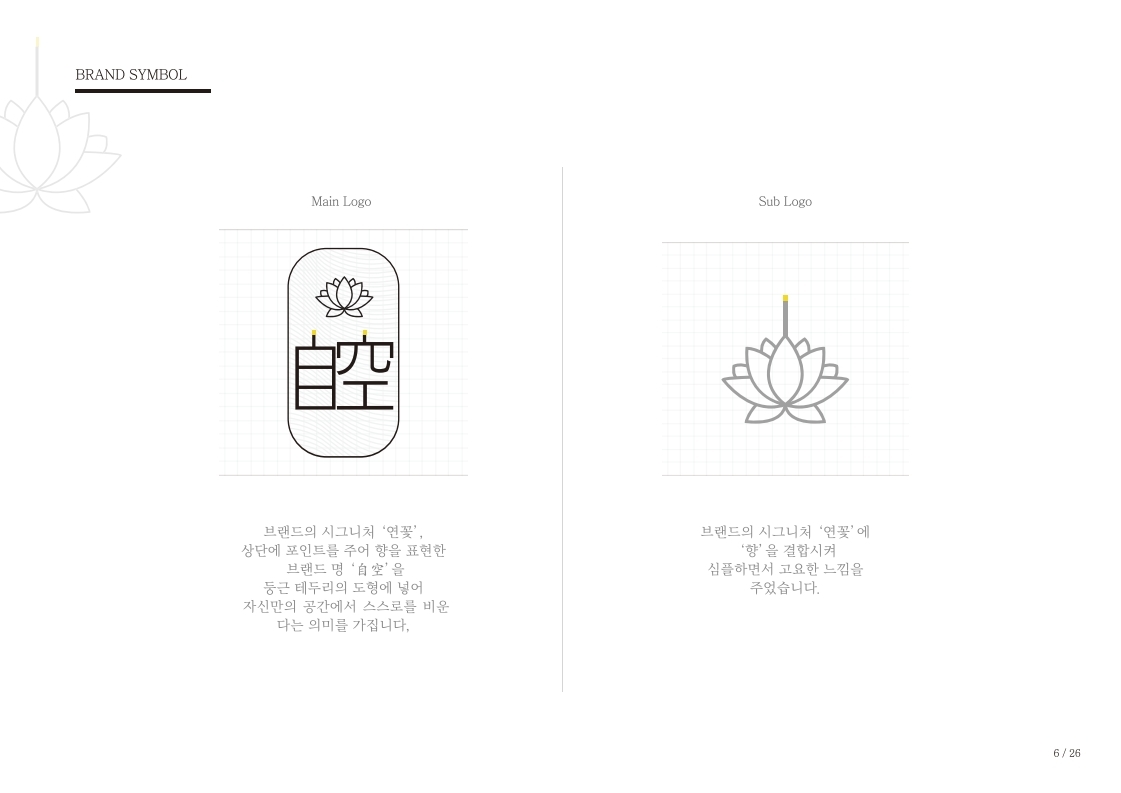 BRAND SYMBOL
Main Logo
自空
브랜드의 시그니처 ‘연꽃’,
상단에 포인트를 주어 향을 표현한
브랜드 명 ‘自空’을
둥근 테두리의 도형에 넣어
자신만의 공간에서 스스로를 비운
다는 의미를 가집니다,
Sub Logo
브랜드의 시그니처 ‘연꽃’에
‘향’을 결합시켜
심플하면서 고요한 느낌을
주었습니다.
6 / 26